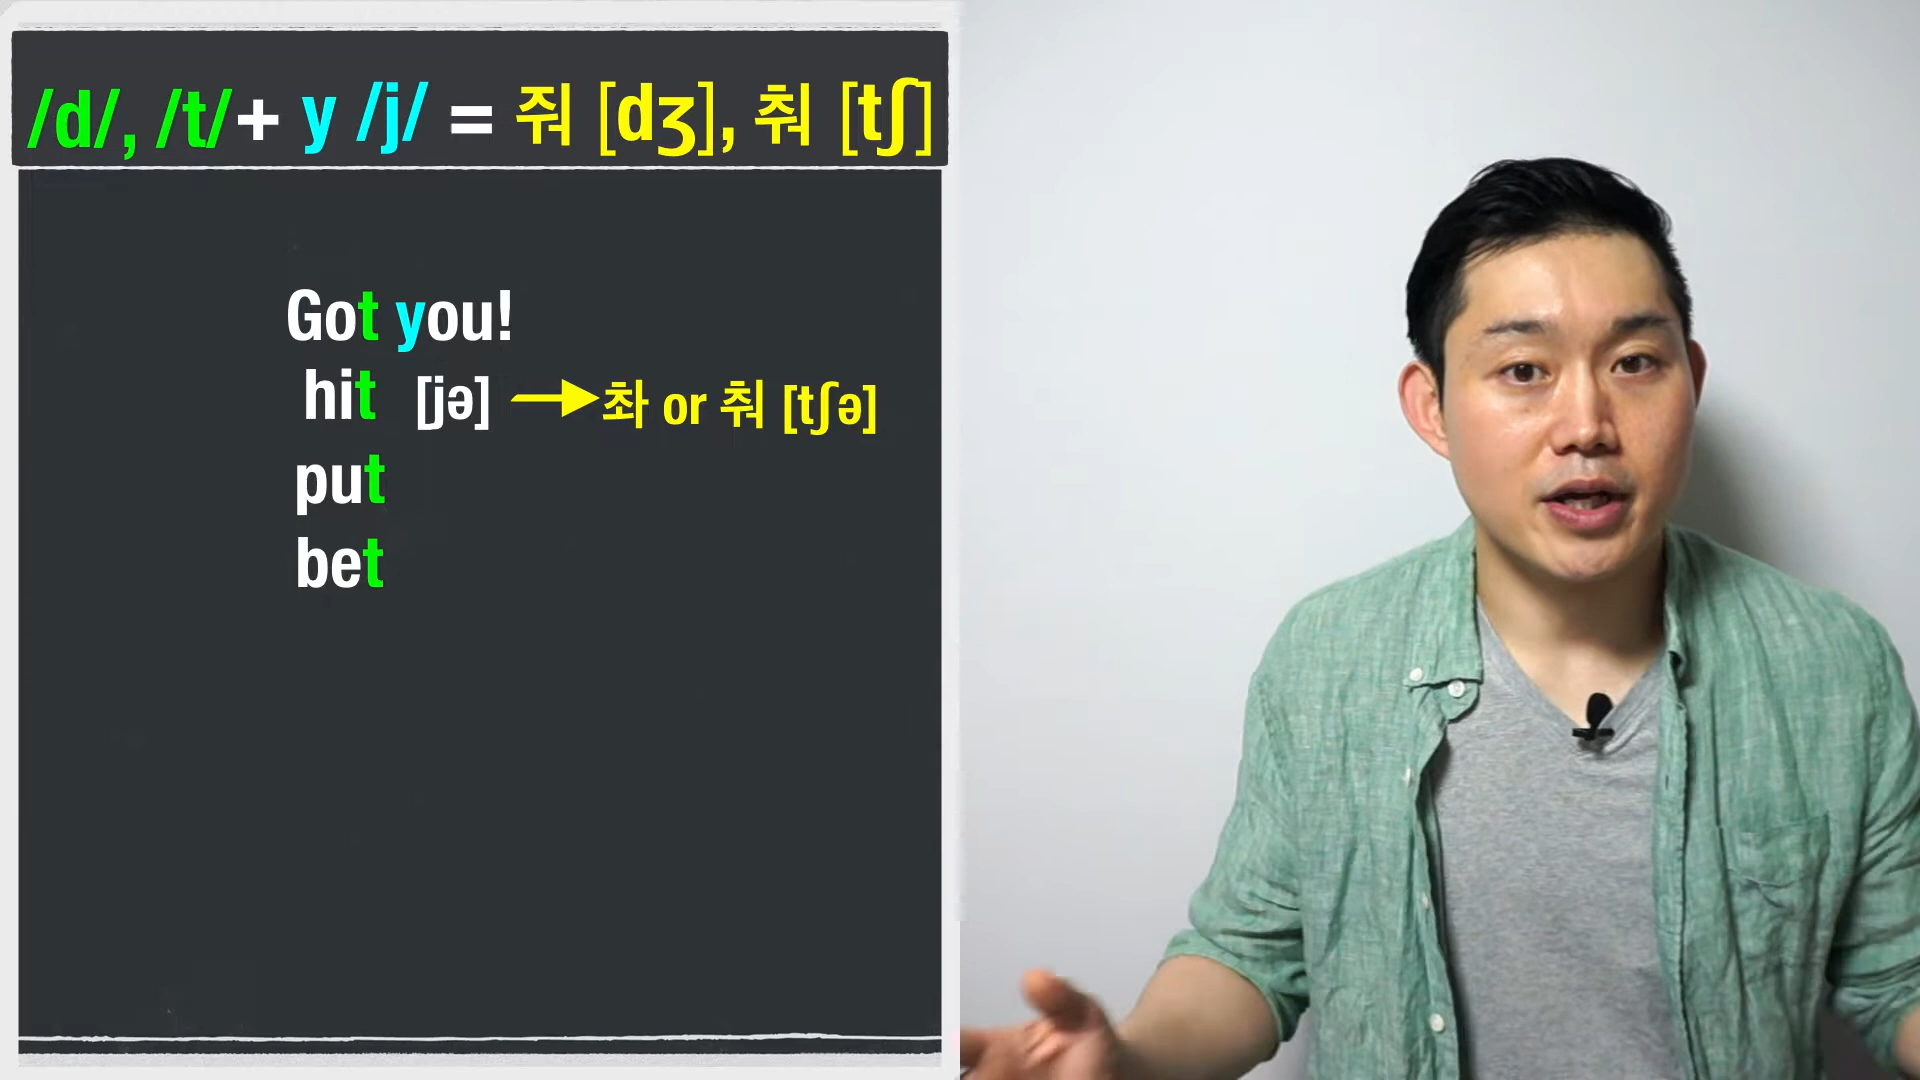 /d/, /t/+ y /j/ = 줘 [dʒ], 춰 [tʃ]
Got you!
hit [jə] → 촤 or 춰 [tʃə]
put
bet